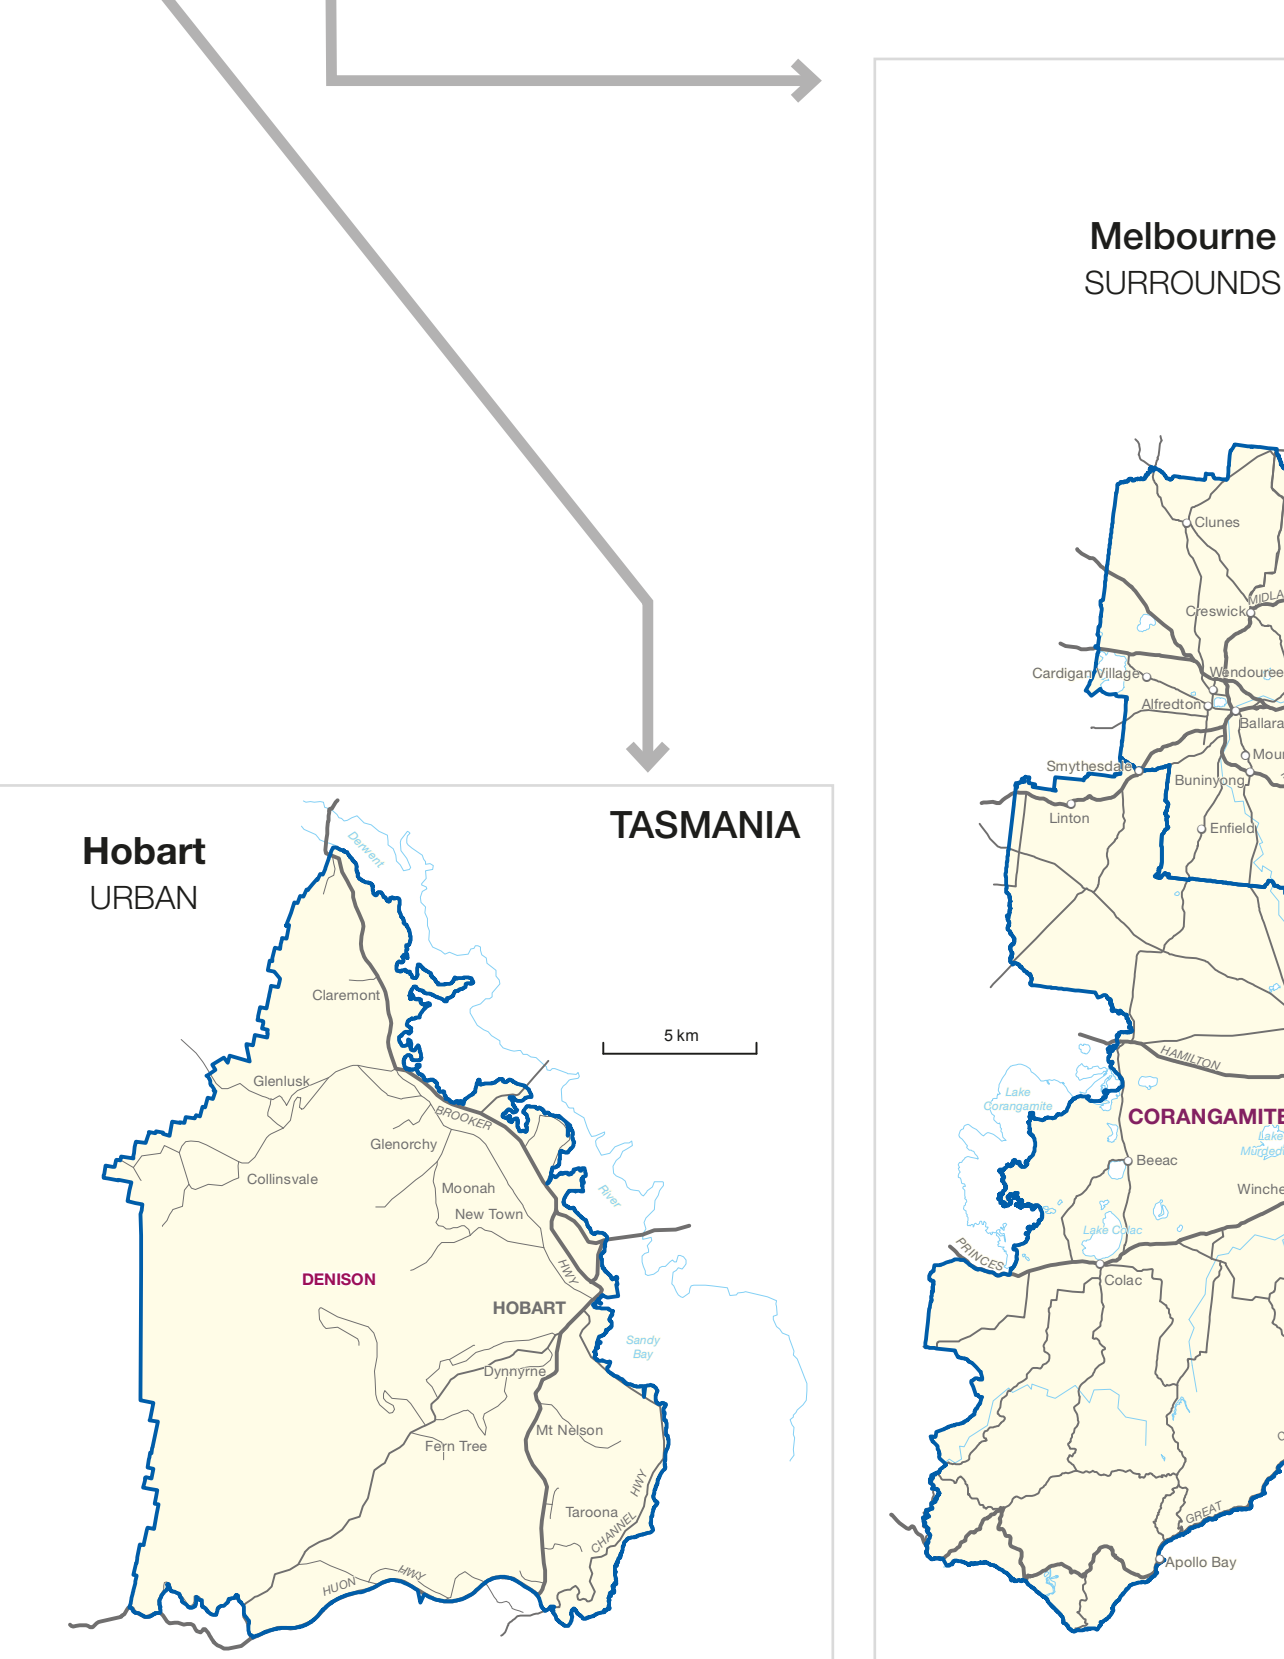 Melbourne
SURROUNDS
Clunes
MIDLA
Creswick
Cardigan Village
Wendouree
Alfredton
Ballara
Smythesdale
Mour
Buninyong
Linton
Enfield
HAMILTON
Lake
Corangamite
CORANGAMITE
Lake
Murdedu
Beeac
Winche
Lake Colac
PRINCES
Colac
GREAT
Apollo Bay
TASMANIA
Hobart
URBAN
Derwent
Claremont
5 km
Glenlusk
BROOKER
Glenorchy
Collinsvale
Moonah
River
New Town
DENISON
HWY
HOBART
Sandy
Bay
Dynnyrne
Mt Nelson
Fern Tree
HWY
Taroona
CHANNEL
HUON
HWY